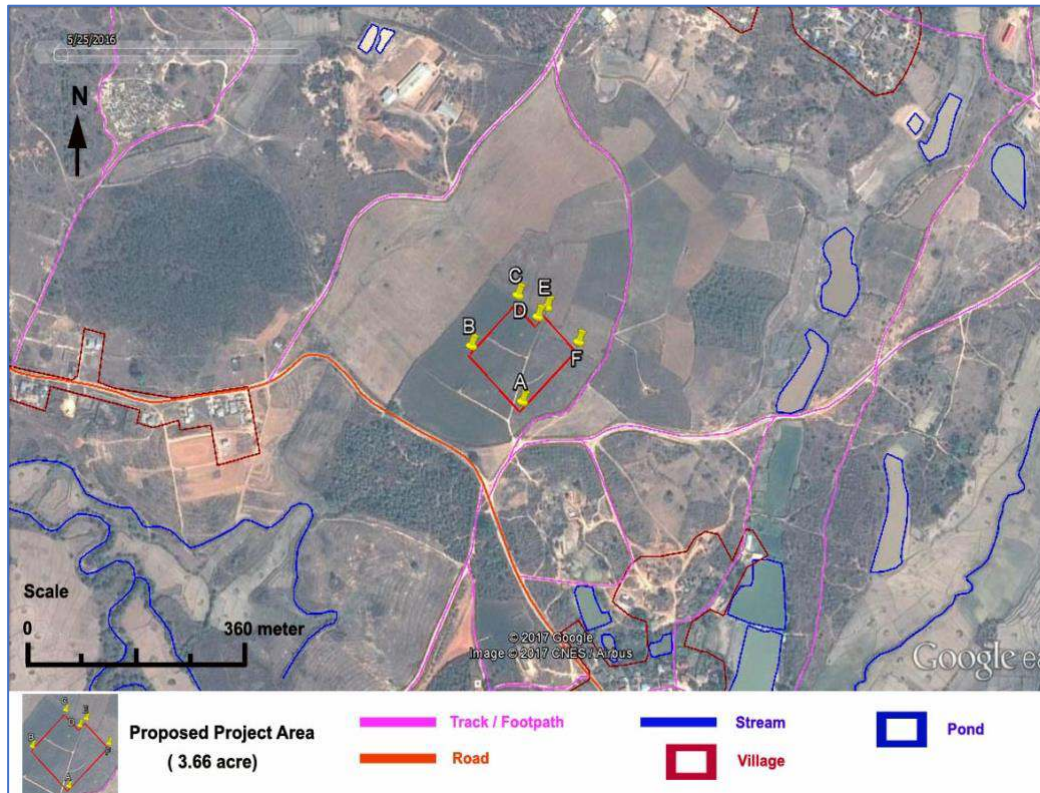 5/25/2016
N
C
E
D
B
F
A
Scale
0
360 meter
© 2017 Google
Image © 2017 CNES / Airbus
Google ea
C
E
D
B
F
A
Proposed Project Area
( 3.66 acre)
Track / Footpath
Road
Stream
Village
Pond